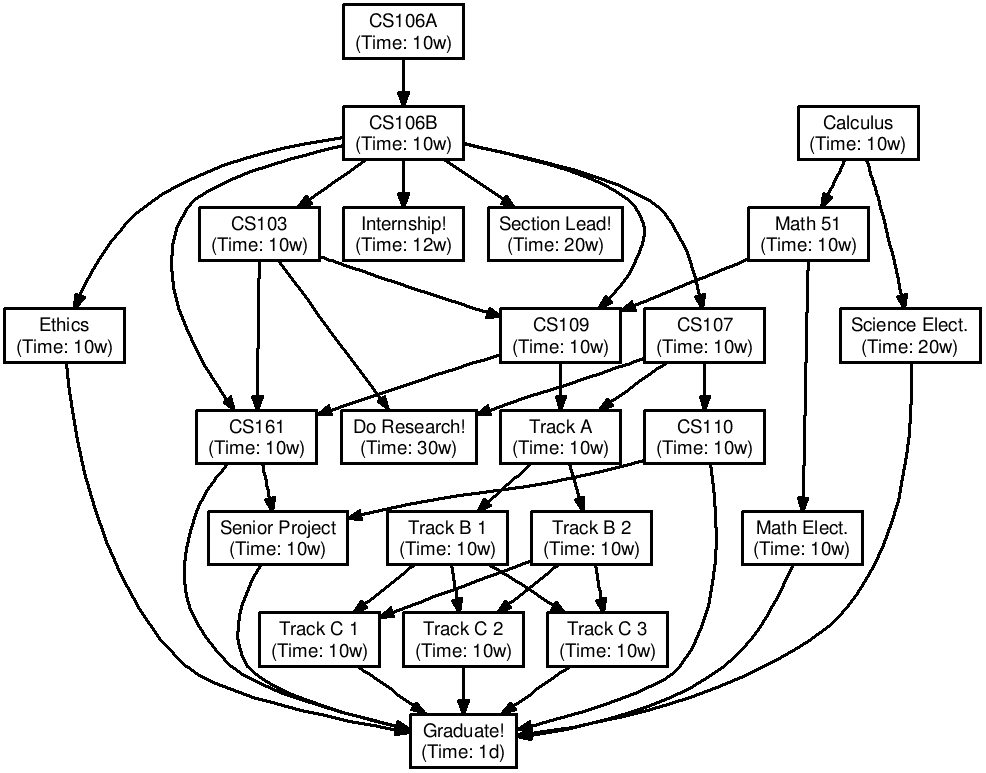 CS106A
(Time: 10w)
CS106B
(Time: 10w)
Calculus
(Time: 10w)
CS103
(Time: 10w)
Internship!
(Time: 12w)
Section Lead!
(Time: 20w)
Math 51
(Time: 10w)
Ethics
(Time: 10w)
CS109
(Time: 10w)
CS107
(Time: 10w)
Science Elect.
(Time: 20w)
CS161
(Time: 10w)
Do Research!
(Time: 30w)
Track A
(Time: 10w)
CS110
(Time: 10w)
Senior Project
(Time: 10w)
Track B 1
(Time: 10w)
Track B 2
(Time: 10w)
Math Elect.
(Time: 10w)
Track C 1
(Time: 10w)
Track C 2
(Time: 10w)
Track C 3
(Time: 10w)
Graduate!
(Time: 1d)